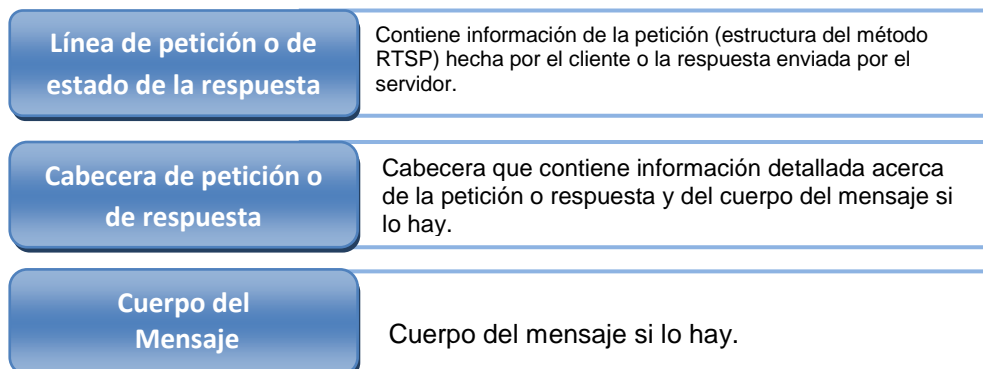 Línea de petición o de
estado de la respuesta
Contiene información de la petición (estructura del método
RTSP) hecha por el cliente o la respuesta enviada por el
servidor.
Cabecera de petición o
de respuesta
Cabecera que contiene información detallada acerca
de la petición o respuesta y del cuerpo del mensaje si
lo hay.
Cuerpo del
Mensaje
Cuerpo del mensaje si lo hay.